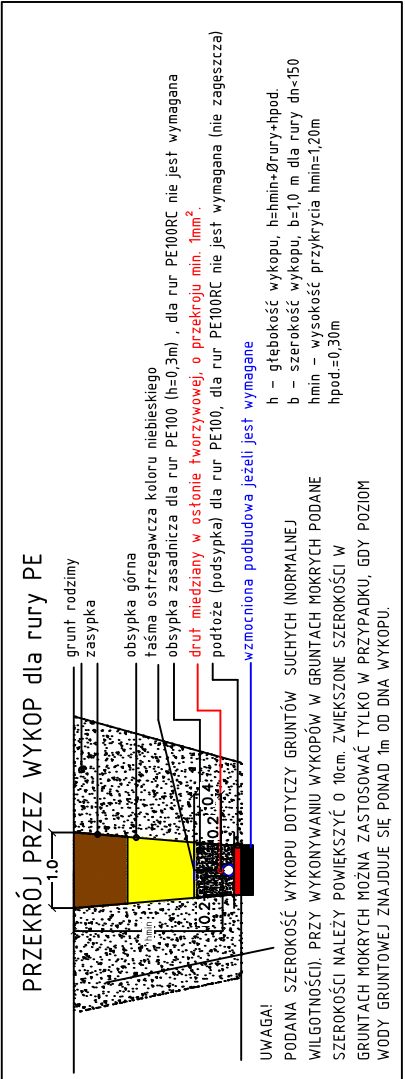 PRZEKRÓJ PRZEZ WYKOP dla rury PE
grunt rodzimy
zasypka
obsypka górna
taśma ostrzegawcza koloru niebieskiego
obsypka zasadnicza dla rur PE100 (h=0,3m) , dla rur PE100RC nie jest wymagana
drut miedziany w osłonie tworzywowej, o przekroju min. 1mm².
podłoże (podsypka) dla rur PE100, dla rur PE100RC nie jest wymagana (nie zagęszcza)
wzmocniona podbudowa jeżeli jest wymagane
1.0
hmin
0.2
0.2
0.4
UWAGA!
PODANA SZEROKOŚĆ WYKOPU DOTYCZY GRUNTÓW SUCHYCH (NORMALNEJ
WILGOTNOŚCI). PRZY WYKONYWANIU WYKOPÓW W GRUNTACH MOKRYCH PODANE
SZEROKOŚCI NALEŻY POWIĘKSZYĆ O 10cm. ZWIĘKSZONE SZEROKOŚCI W
GRUNTACH MOKRYCH MOŻNA ZASTOSOWAĆ TYLKO W PRZYPADKU, GDY POZIOM
WODY GRUNTOWEJ ZNAJDUJE SIĘ PONAD 1m OD DNA WYKOPU.
h - głębokość wykopu, h=hmin+Ørury+hpod.
b - szerokość wykopu, b=1,0 m dla rury dn<150
hmin - wysokość przykrycia hmin=1,20m
hpod.=0,30m